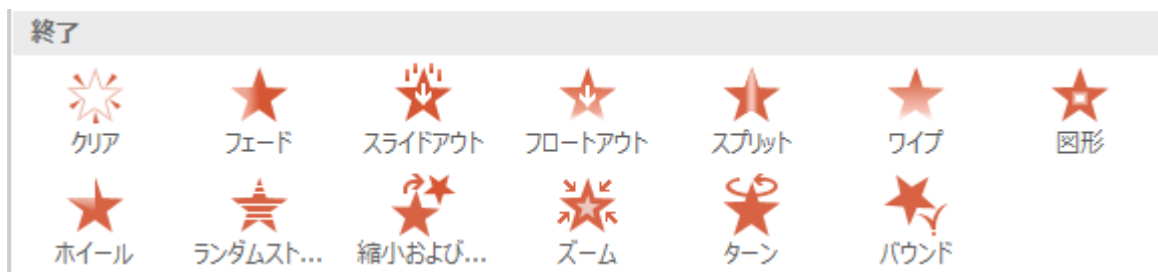 終了
クリア フェード スライドアウト フロートアウト スプリット ワイプ 図形
ホイール ランダムスト... 縮小および... ズーム ターン バウンド